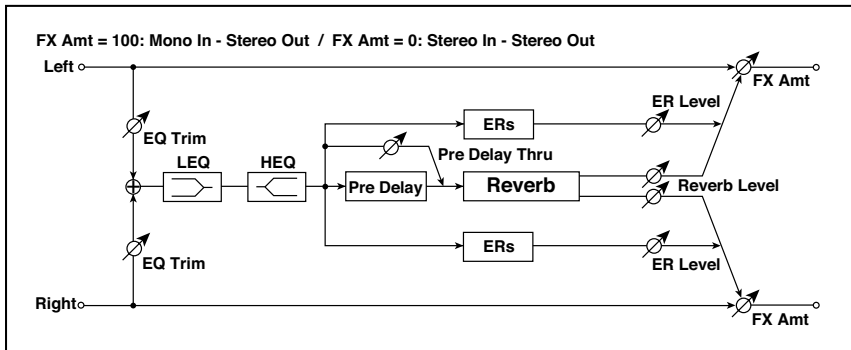 FX Amt = 100: Mono In - Stereo Out / FX Amt = 0: Stereo In - Stereo Out
Left
FX Amt
ER Level
ERs
EQ Trim
Pre Delay Thru
LEQ
HEQ
Pre Delay
Reverb
Reverb Level
ERs
EQ Trim
ER Level
Right
FX Amt